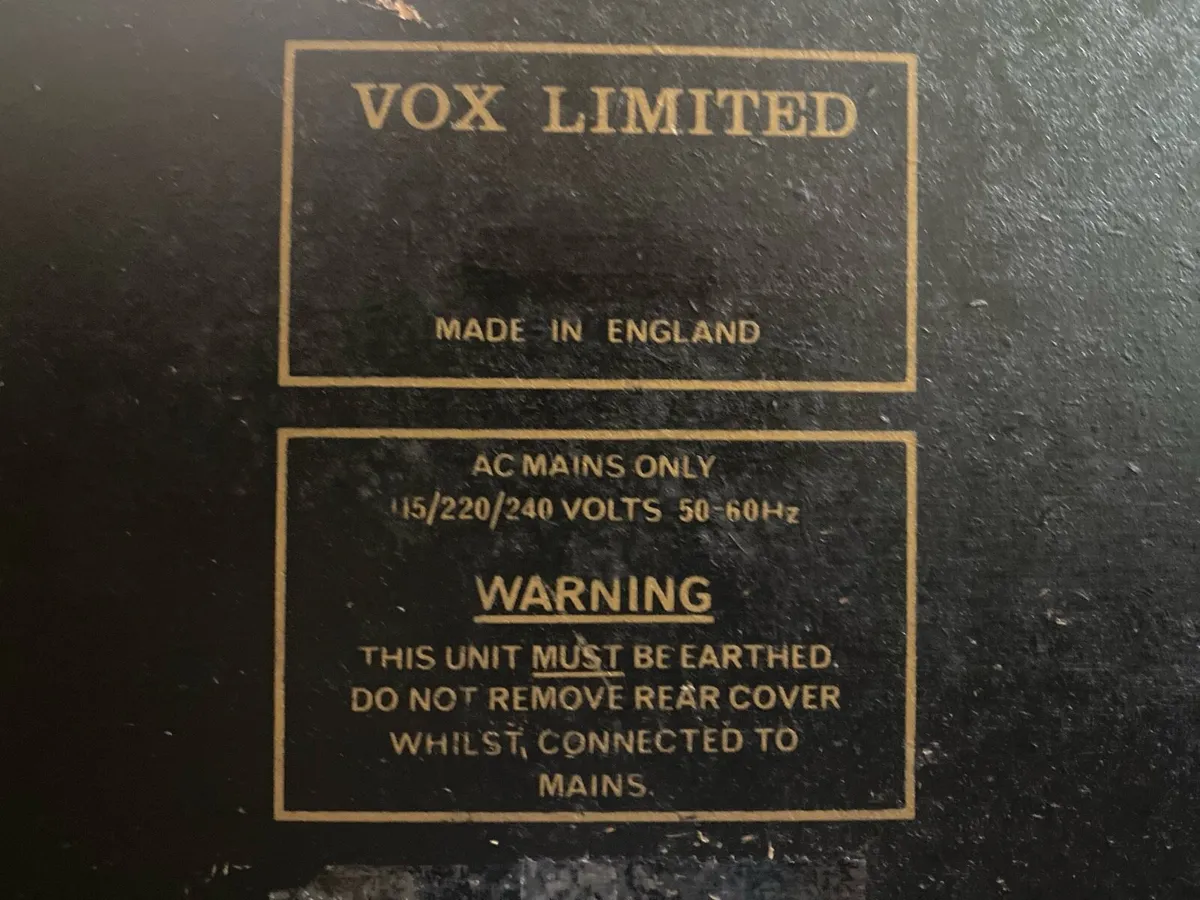 VOX LIMITED
MADE IN ENGLAND
AC MAINS ONLY
115/220/240 VOLTS 50-60Hz
WARNING
THIS UNIT MUST BE EARTHED.
DO NOT REMOVE REAR COVER
WHILST CONNECTED TO
MAINS.